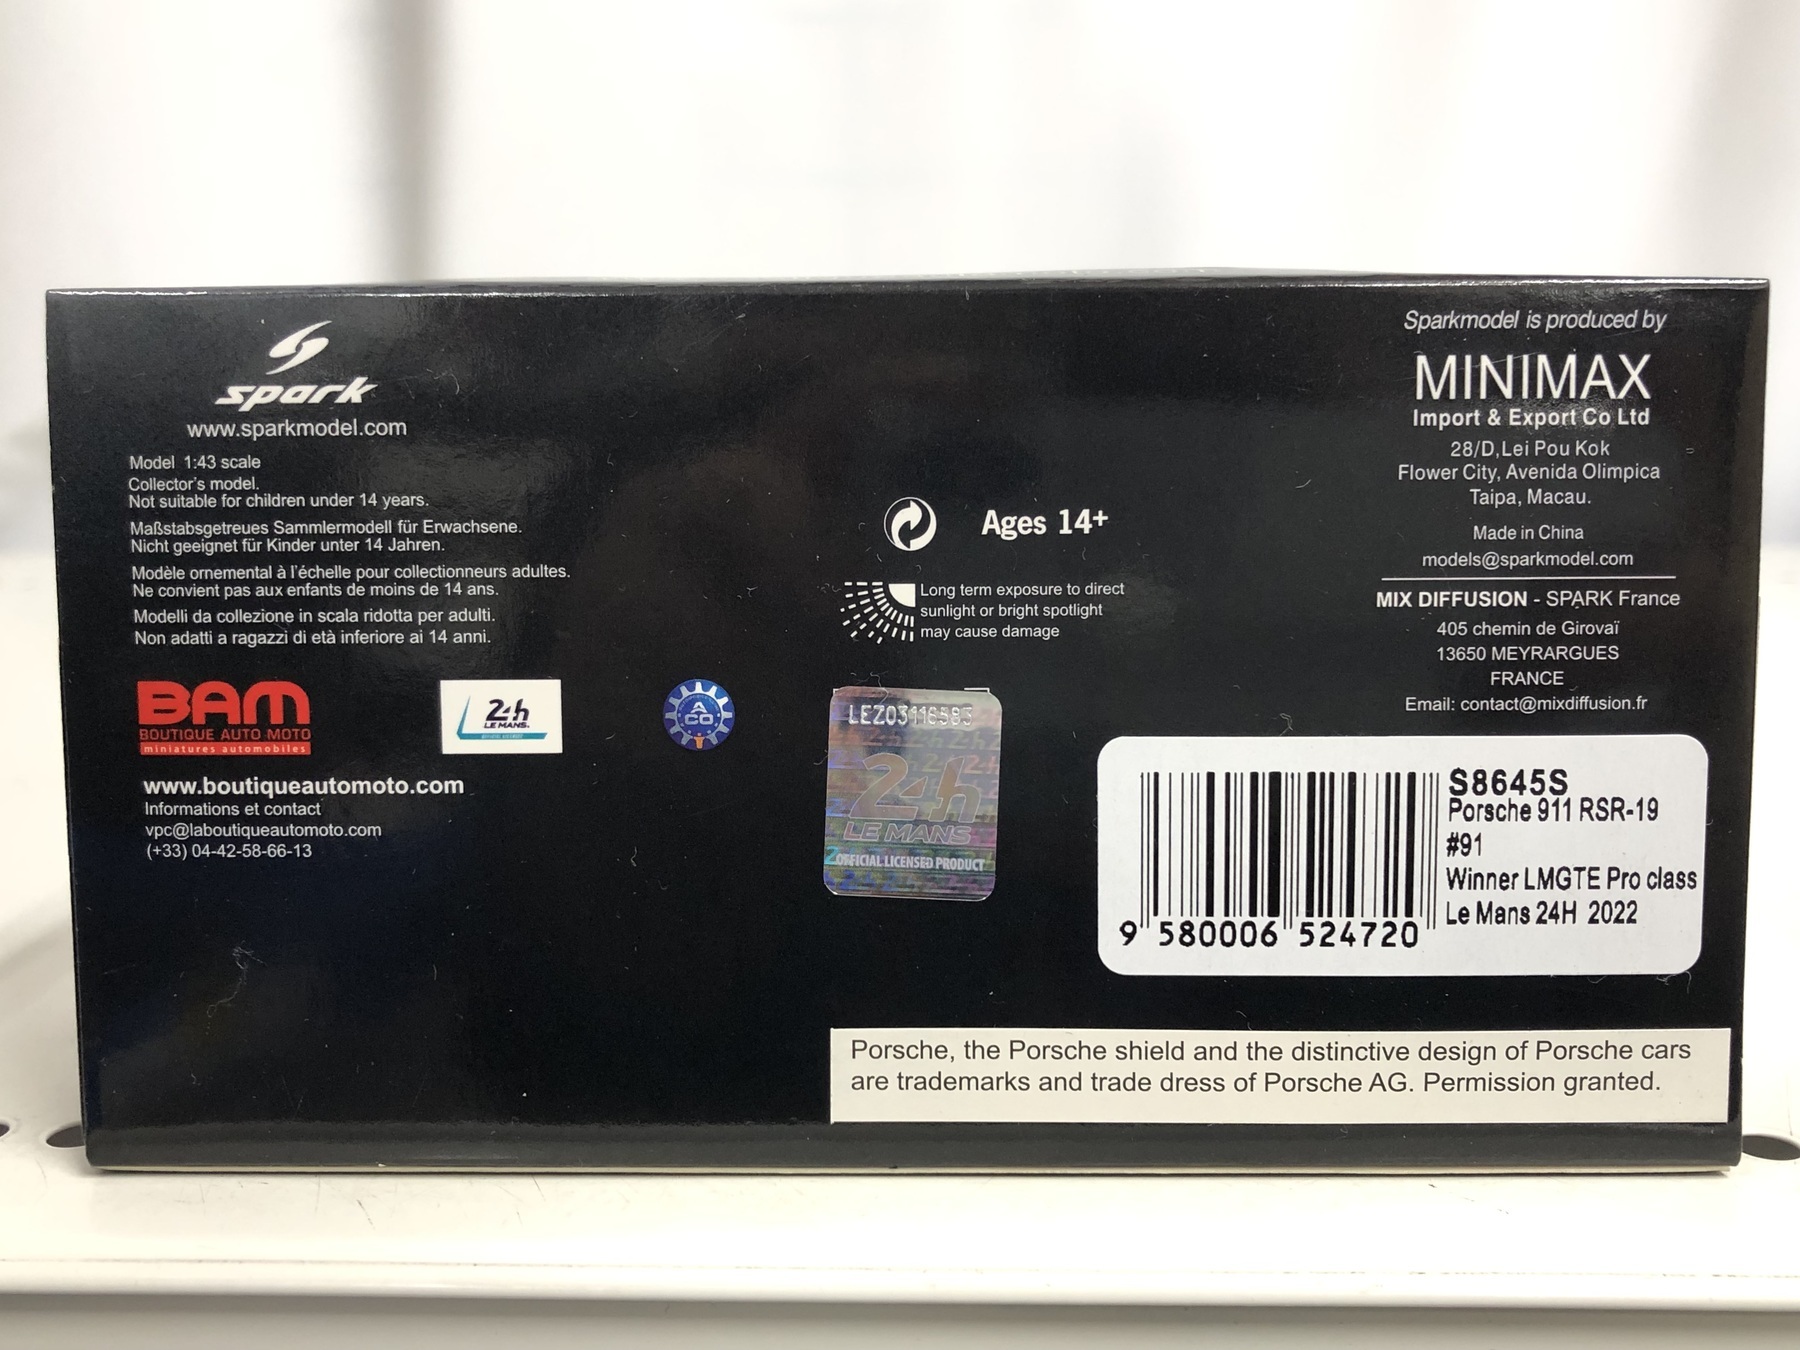 spark
www.sparkmodel.com
Model 1:43 scale
Collector's model.
Not suitable for children under 14 years.
Maßstabsgetreues Sammlermodell für Erwachsene.
Nicht geeignet für Kinder unter 14 Jahren.
Modèle ornemental à l'échelle pour collectionneurs adultes.
Ne convient pas aux enfants de moins de 14 ans.
Modelli da collezione in scala ridotta per adulti.
Non adatti a ragazzi di età inferiore ai 14 anni.
BAM
BOUTIQUE AUTO MOTO
miniatures automobiles
www.boutiqueautomoto.com
Informations et contact
vpc@laboutiqueautomoto.com
(+33) 04-42-58-66-13
24h
LE MANS
ACO
Ages 14+
Long term exposure to direct
sunlight or bright spotlight
may cause damage
24h
LE MANS
OFFICIAL LICENSED PRODUCT
Sparkmodel is produced by
MINIMAX
Import & Export Co Ltd
28/D,Lei Pou Kok
Flower City, Avenida Olimpica
Taipa, Macau.
Made in China
models@sparkmodel.com
MIX DIFFUSION - SPARK France
405 chemin de Girovaï
13650 MEYRARGUES
FRANCE
Email: contact@mixdiffusion.fr
S8645S
Porsche 911 RSR-19
#91
Winner LMGTE Pro class
Le Mans 24H 2022
9 580006 524720
Porsche, the Porsche shield and the distinctive design of Porsche cars
are trademarks and trade dress of Porsche AG. Permission granted.